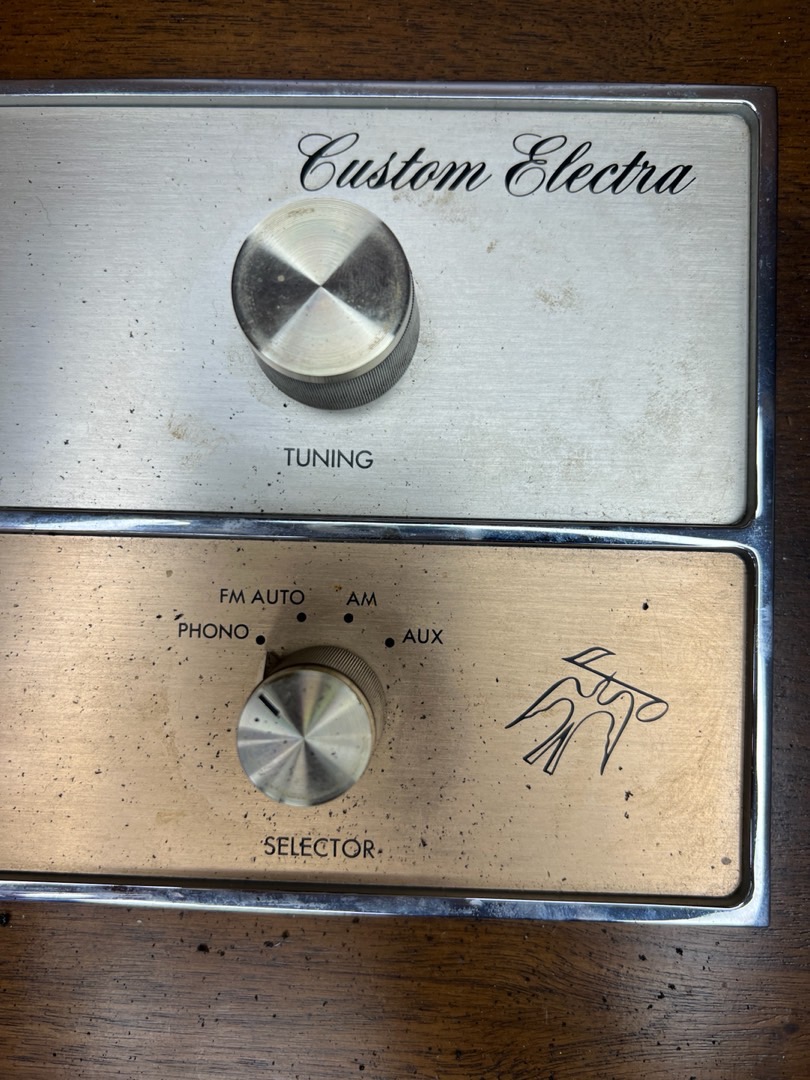 Custom Electra
TUNING
FM AUTO AM
PHONO AUX
SELECTOR